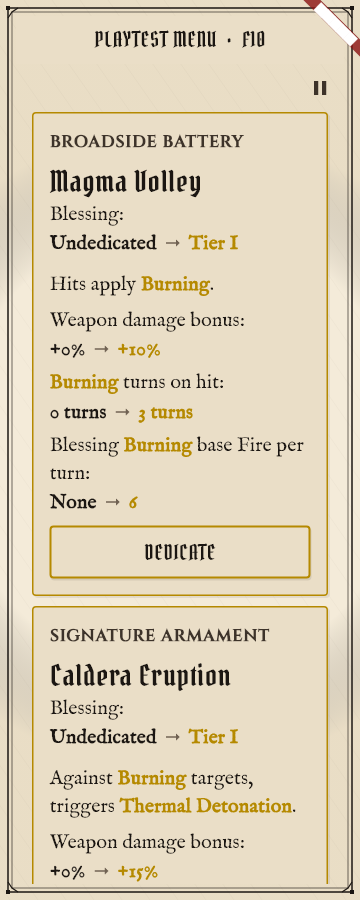 PLAYTEST MENU · F10
BROADSIDE BATTERY
Magma Volley
Blessing:
Undedicated → Tier I
Hits apply Burning.
Weapon damage bonus:
+0% → +10%
Burning turns on hit:
0 turns → 3 turns
Blessing Burning base Fire per
turn:
None → 6
DEDICATE
SIGNATURE ARMAMENT
Caldera Eruption
Blessing:
Undedicated → Tier I
Against Burning targets,
triggers Thermal Detonation.
Weapon damage bonus:
+0% → +15%